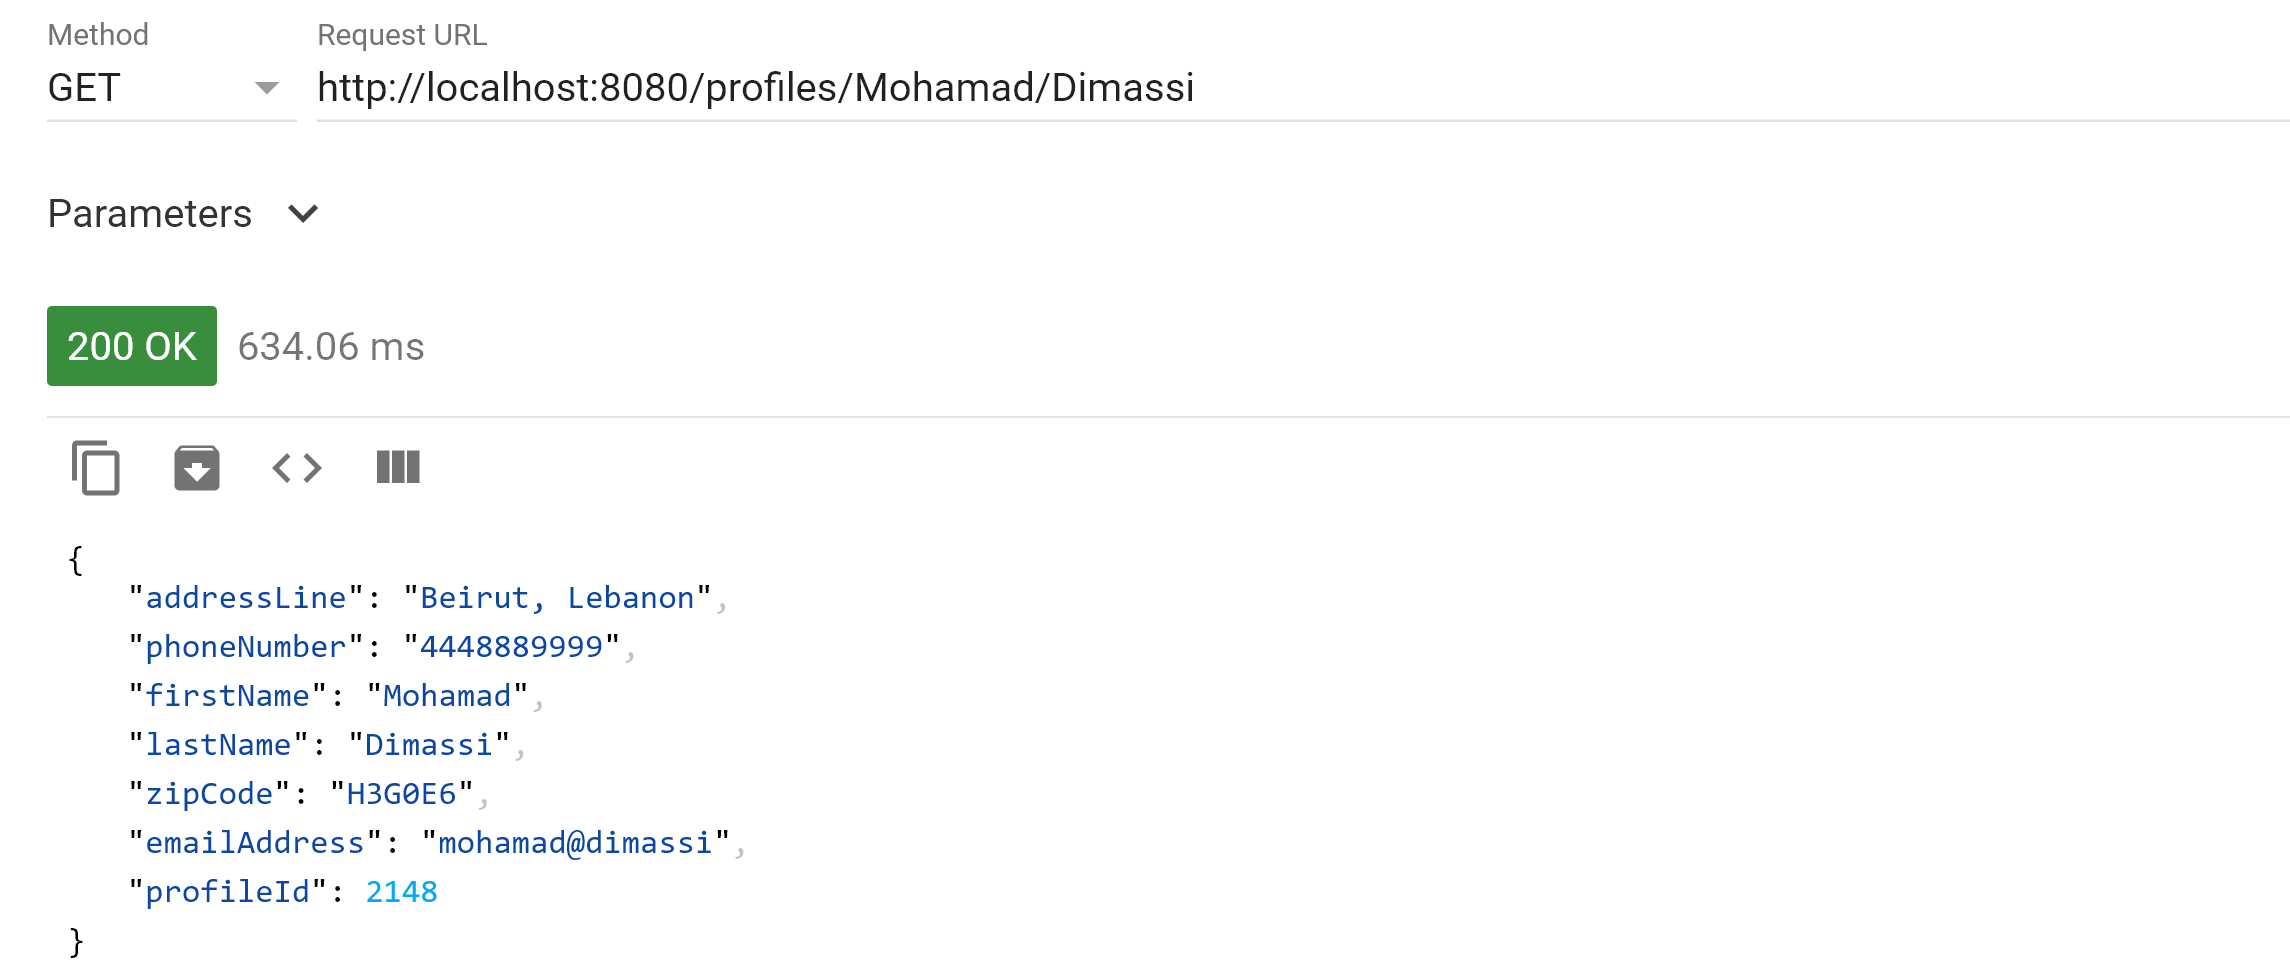 Method
Request URL
GET
http://localhost:8080/profiles/Mohamad/Dimassi
Parameters
200 OK
634.06 ms
{
"addressLine": "Beirut, Lebanon",
"phoneNumber": "4448889999",
"firstName": "Mohamad",
"lastName": "Dimassi",
"zipCode": "H3G0E6",
"emailAddress": "mohamad@dimassi",
"profileId": 2148
}